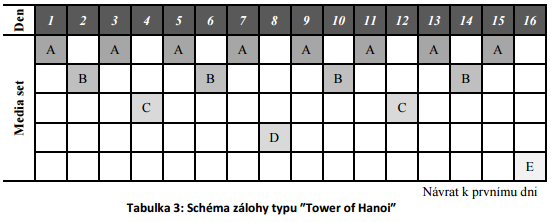 Den 1 2 3 4 5 6 7 8 9 10 11 12 13 14 15 16
Media set
A A A A A A A A
B B B B
C C
D
E
Návrat k prvnímu dni
Tabulka 3: Schéma zálohy typu ”Tower of Hanoi”